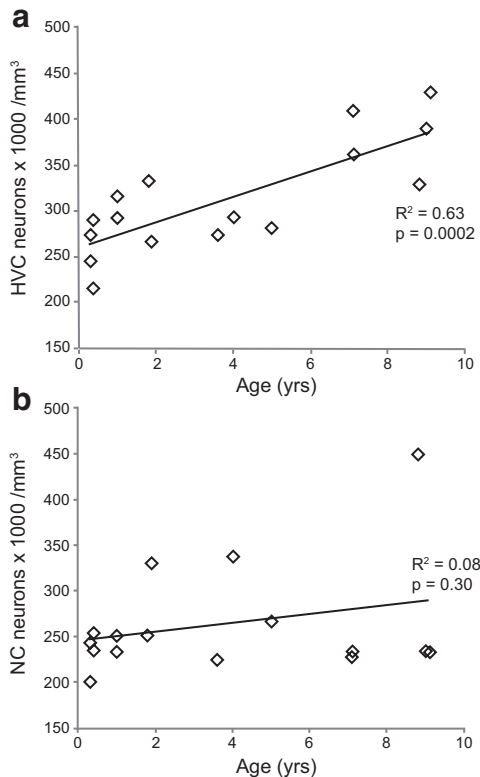 a
HVC neurons x 1000 /mm³
500
450
400
350
300
250
200
150
R² = 0.63
p = 0.0002
0 2 4 6 8 10
Age (yrs)
b
NC neurons x 1000 /mm³
500
450
400
350
300
250
200
150
R² = 0.08
p = 0.30
0 2 4 6 8 10
Age (yrs)